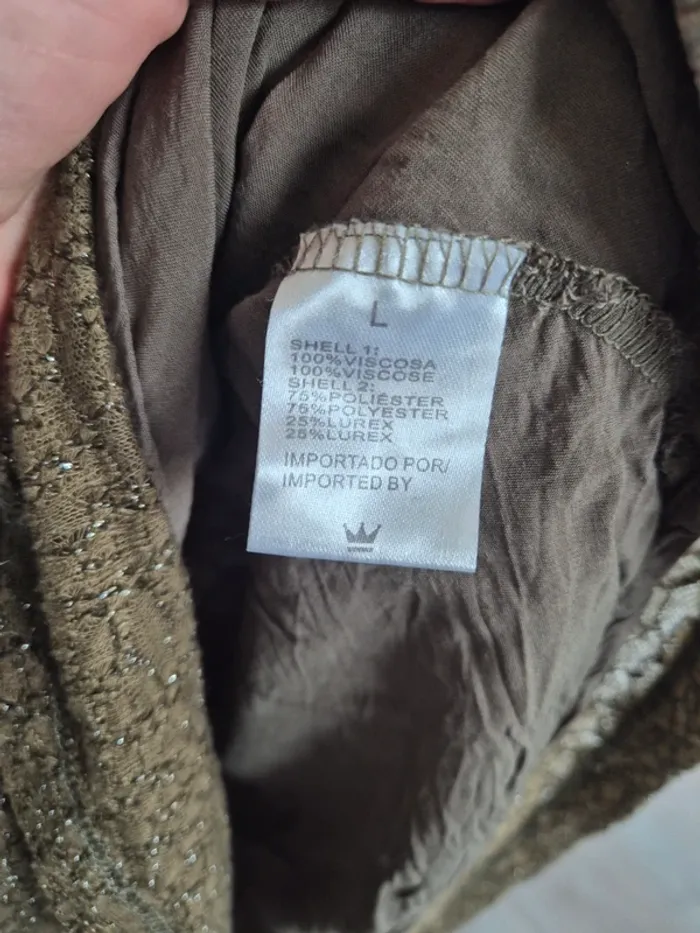 L
SHELL 1:
100%VISCOSA
100%VISCOSE
SHELL 2:
75%POLIÉSTER
75%POLYESTER
25%LUREX
25%LUREX
IMPORTADO POR/
IMPORTED BY